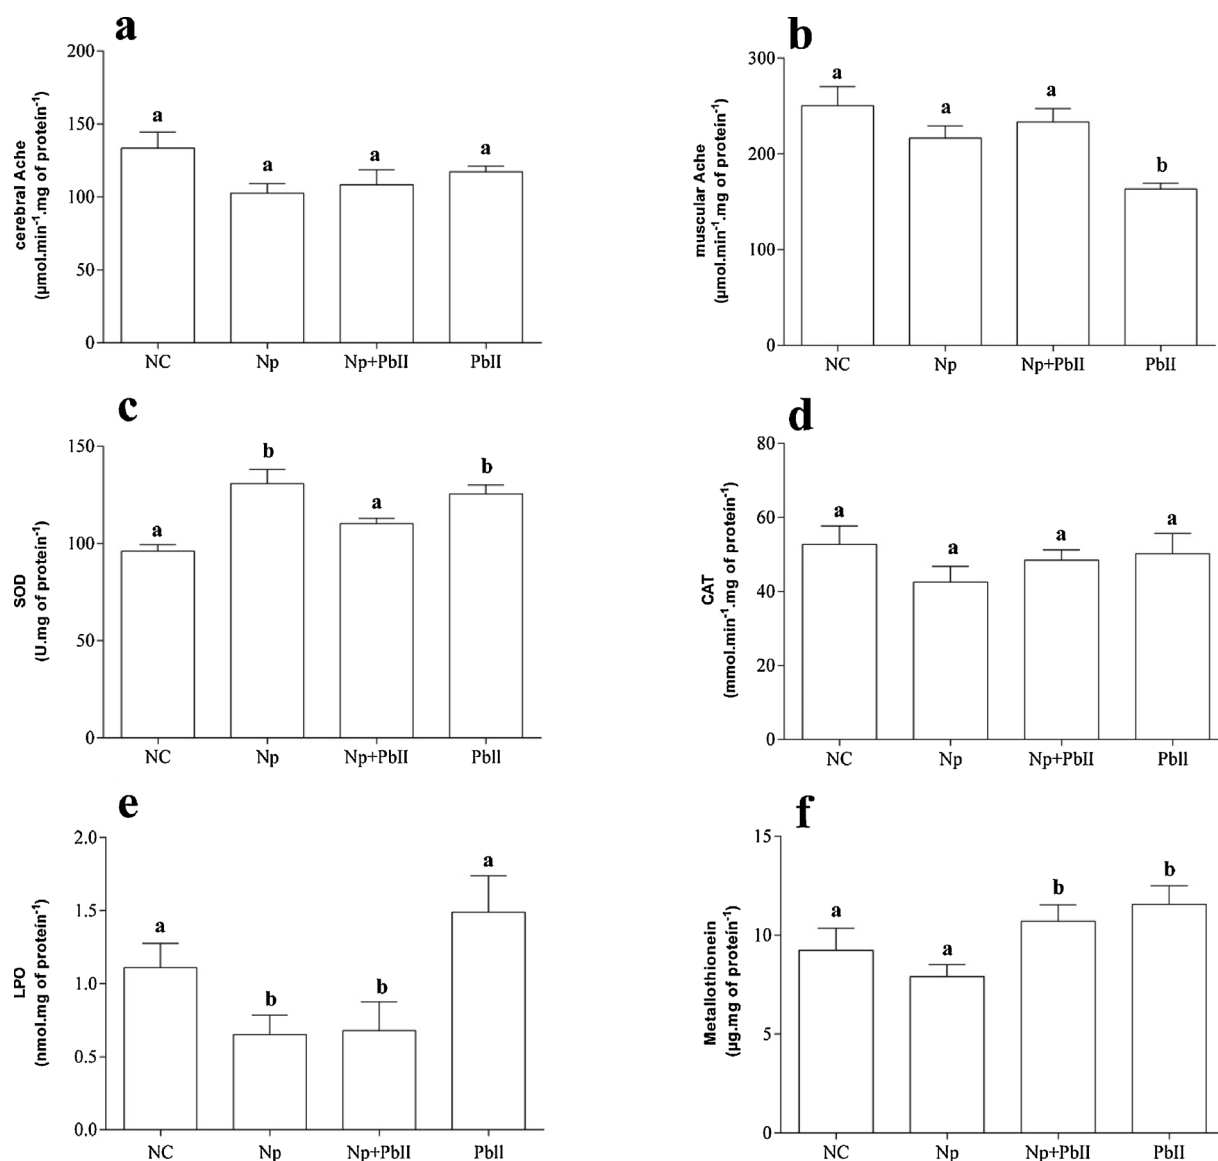 a
cerebral Ache
(µmol.min⁻¹.mg of protein⁻¹)
200
150
100
50
0
a
a
a
a
NC
Np
Np+PbII
PbII
b
muscular Ache
(µmol.min⁻¹.mg of protein⁻¹)
300
200
100
0
a
a
a
b
NC
Np
Np+PbII
PbII
c
SOD
(U.mg of protein⁻¹)
150
100
50
0
a
b
a
b
NC
Np
Np+PbII
PbII
d
CAT
(mmol.min⁻¹.mg of protein⁻¹)
80
60
40
20
0
a
a
a
a
NC
Np
Np+PbII
PbII
e
LPO
(nmol.mg of protein⁻¹)
2.0
1.5
1.0
0.5
0.0
a
b
b
a
NC
Np
Np+PbII
PbII
f
Metallothionein
(µg.mg of protein⁻¹)
15
10
5
0
a
a
b
b
NC
Np
Np+PbII
PbII